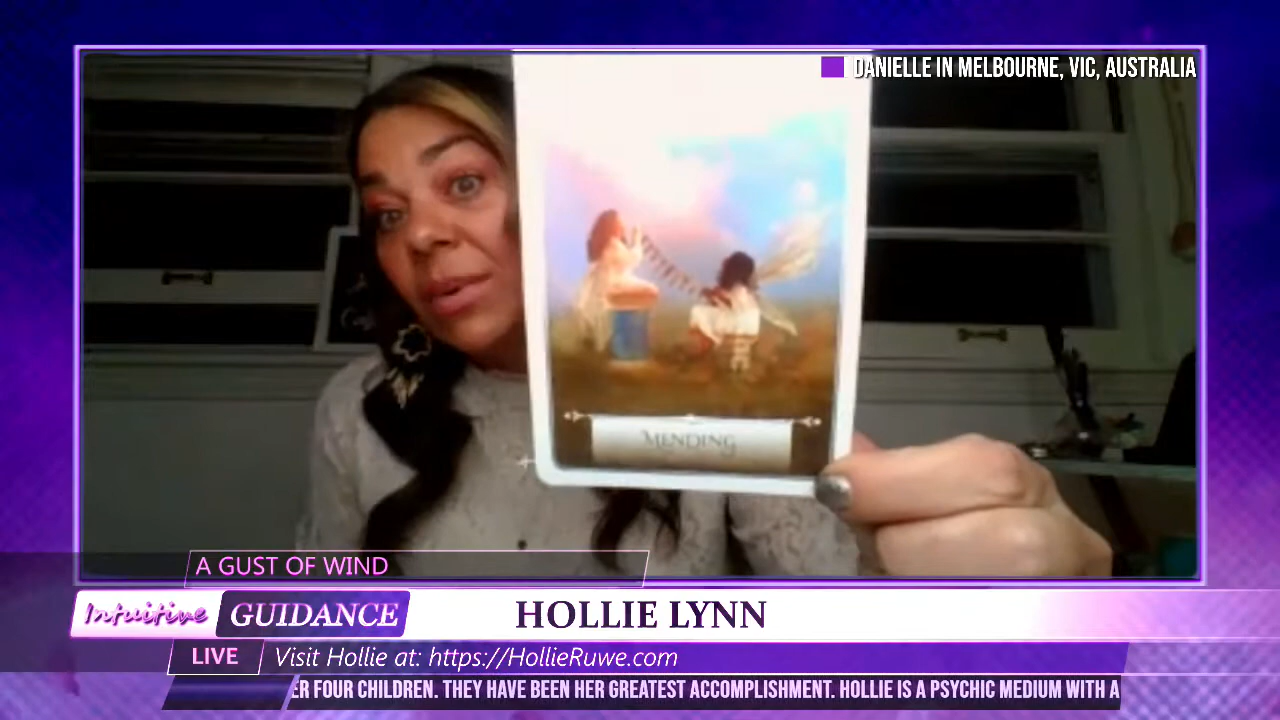 DANIELLE IN MELBOURNE, VIC, AUSTRALIA
MENDING
A GUST OF WIND
Intuitive GUIDANCE
HOLLIE LYNN
LIVE
Visit Hollie at: https://HollieRuwe.com
ER FOUR CHILDREN. THEY HAVE BEEN HER GREATEST ACCOMPLISHMENT. HOLLIE IS A PSYCHIC MEDIUM WITH A